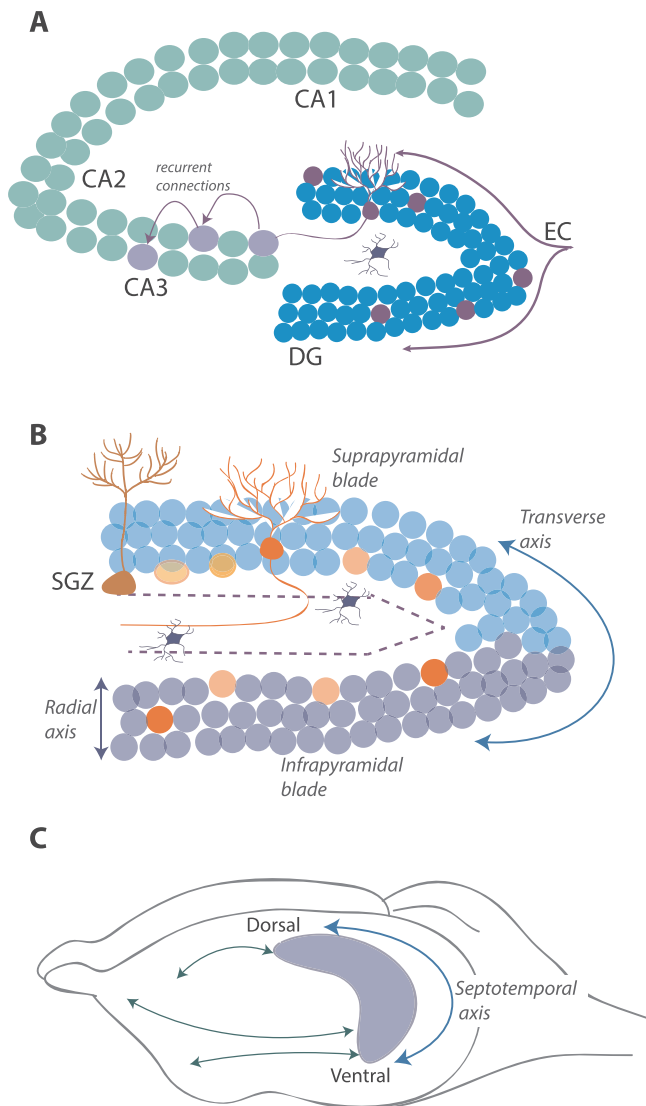 A
CA1
CA2
recurrent
connections
EC
CA3
DG
B
Suprapyramidal
blade
Transverse
axis
SGZ
Radial
axis
Infrapyramidal
blade
C
Dorsal
Septotemporal
axis
Ventral